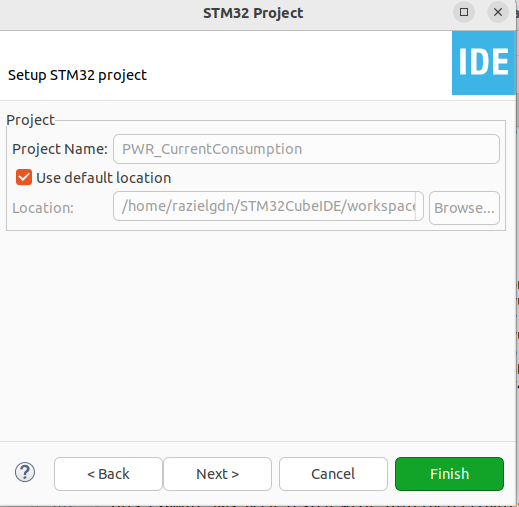 STM32 Project
IDE
Setup STM32 project
Project
Project Name: PWR_CurrentConsumption
Use default location
Location: /home/razielgdn/STM32CubeIDE/workspace Browse...
? < Back Next > Cancel Finish